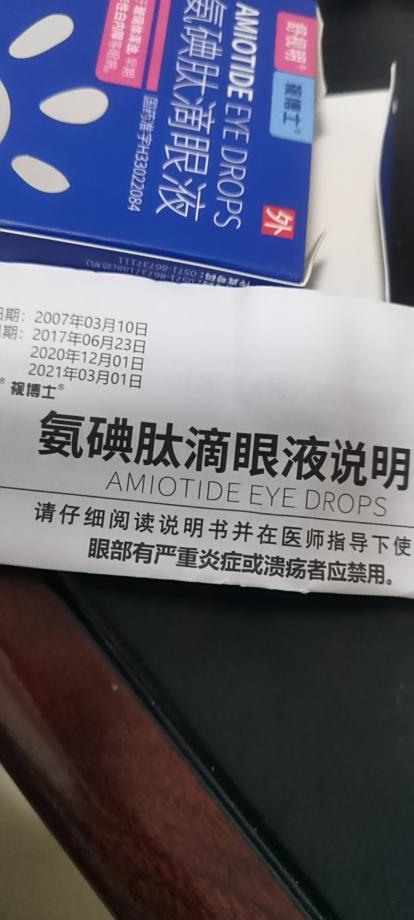 舒视明®
视博士®
AMIOTIDE EYE DROPS
氨碘肽滴眼液
国药准字H33022084
外
0571-86737111
2007年03月10日
2017年06月23日
2020年12月01日
2021年03月01日
视博士®
氨碘肽滴眼液说明
AMIOTIDE EYE DROPS
请仔细阅读说明书并在医师指导下使
眼部有严重炎症或溃疡者应禁用。